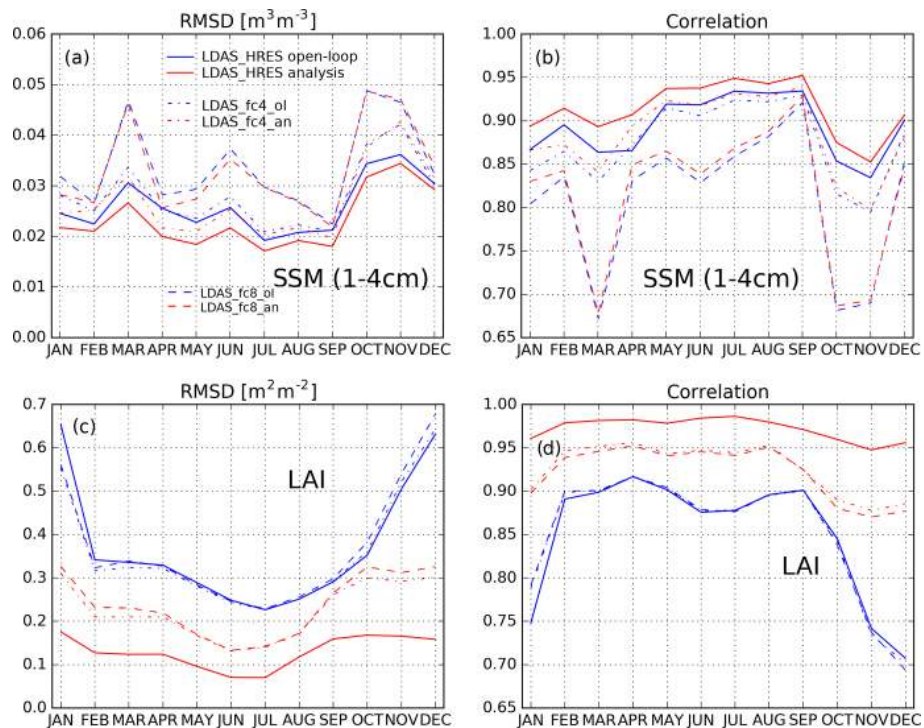 RMSD [m³m⁻³]
0.06
0.05
0.04
0.03
0.02
0.01
0.00
(a)
LDAS_HRES open-loop
LDAS_HRES analysis
LDAS_fc4_ol
LDAS_fc4_an
SSM (1-4cm)
LDAS_fc8_ol
LDAS_fc8_an
JAN FEB MAR APR MAY JUN JUL AUG SEP OCT NOV DEC
Correlation
1.00
0.95
0.90
0.85
0.80
0.75
0.70
0.65
(b)
SSM (1-4cm)
JAN FEB MAR APR MAY JUN JUL AUG SEP OCT NOV DEC
RMSD [m²m⁻²]
0.7
0.6
0.5
0.4
0.3
0.2
0.1
0.0
(c)
LAI
JAN FEB MAR APR MAY JUN JUL AUG SEP OCT NOV DEC
Correlation
1.00
0.95
0.90
0.85
0.80
0.75
0.70
0.65
(d)
LAI
JAN FEB MAR APR MAY JUN JUL AUG SEP OCT NOV DEC